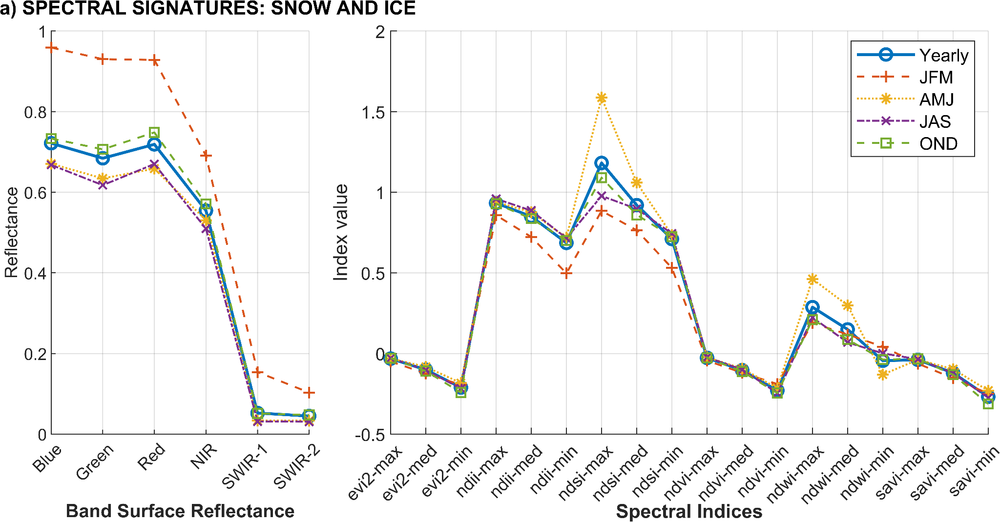 a) SPECTRAL SIGNATURES: SNOW AND ICE
Reflectance
1
0.8
0.6
0.4
0.2
0
Blue
Green
Red
NIR
SWIR-1
SWIR-2
Band Surface Reflectance
Index value
2
1.5
1
0.5
0
-0.5
evi2-max
evi2-med
evi2-min
ndii-max
ndii-med
ndii-min
ndsi-max
ndsi-med
ndsi-min
ndvi-max
ndvi-med
ndvi-min
ndwi-max
ndwi-med
ndwi-min
savi-max
savi-med
savi-min
Spectral Indices
Yearly
JFM
AMJ
JAS
OND